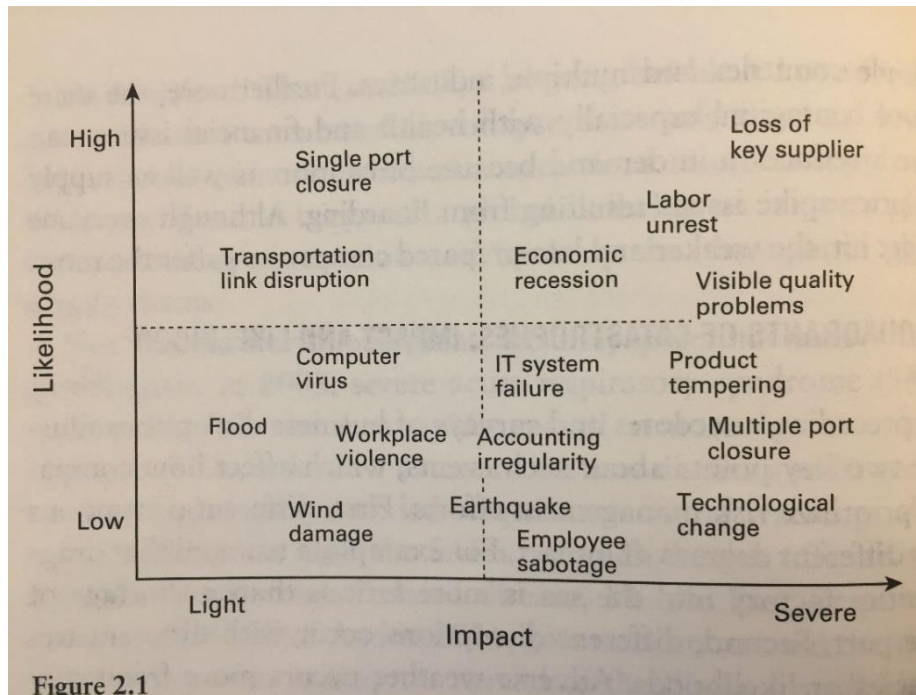 High
Likelihood
Low
Single port
closure
Transportation
link disruption
Loss of
key supplier
Labor
unrest
Economic
recession
Visible quality
problems
Computer
virus
IT system
failure
Product
tempering
Flood
Workplace
violence
Accounting
irregularity
Multiple port
closure
Wind
damage
Earthquake
Employee
sabotage
Technological
change
Light
Impact
Severe
Figure 2.1